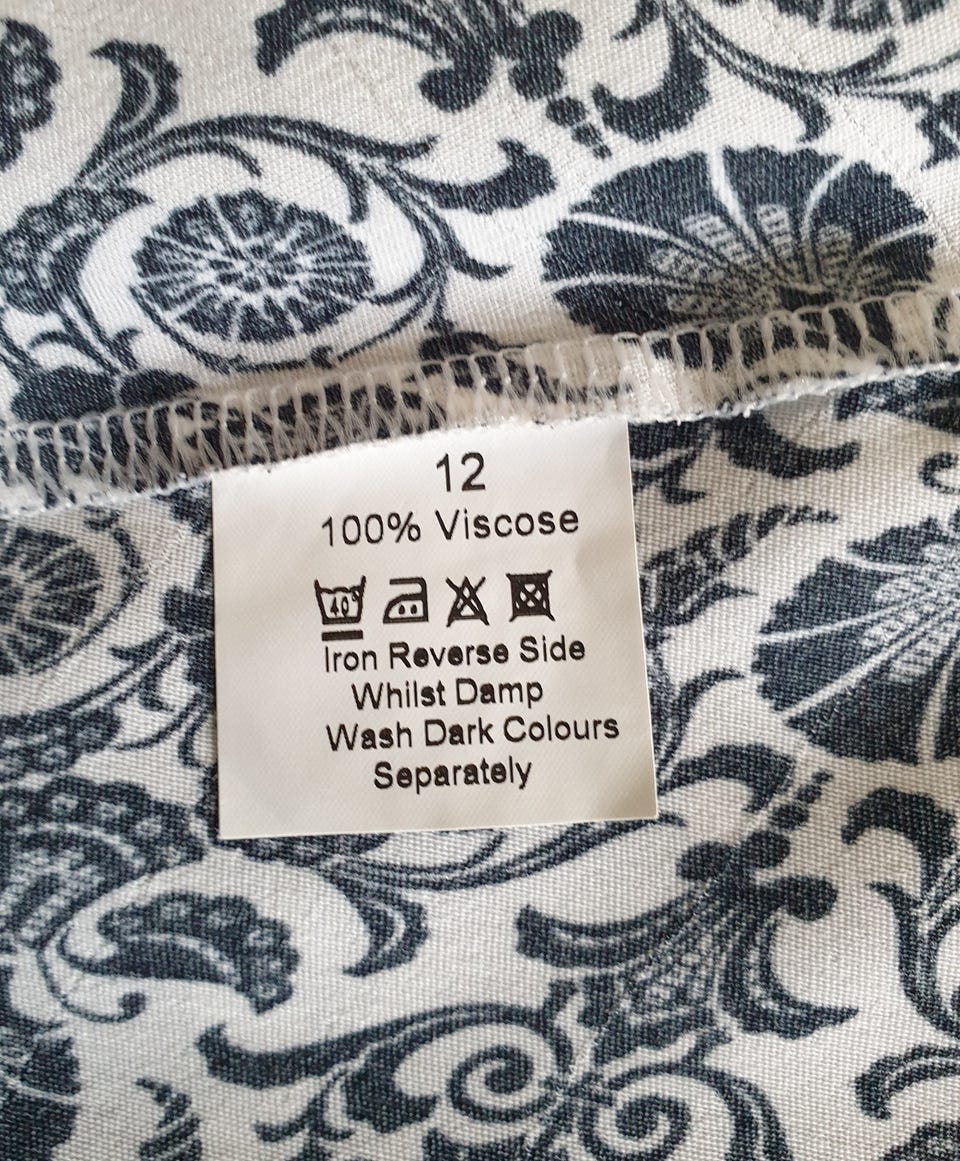 12
100% Viscose
40°
Iron Reverse Side
Whilst Damp
Wash Dark Colours
Separately